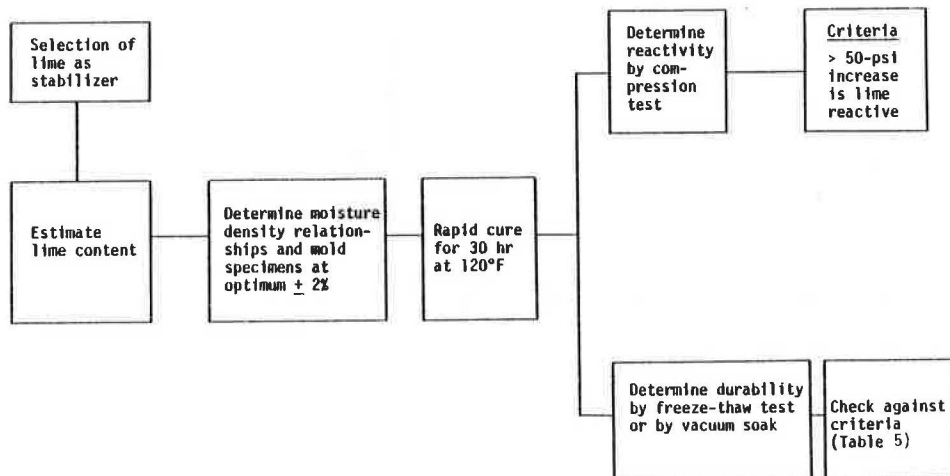 Selection of
lime as
stabilizer
Estimate
lime content
Determine moisture
density relation-
ships and mold
specimens at
optimum ± 2%
Rapid cure
for 30 hr
at 120°F
Determine
reactivity
by com-
pression
test
Criteria
> 50-psi
increase
is lime
reactive
Determine durability
by freeze-thaw test
or by vacuum soak
Check against
criteria
(Table 5)